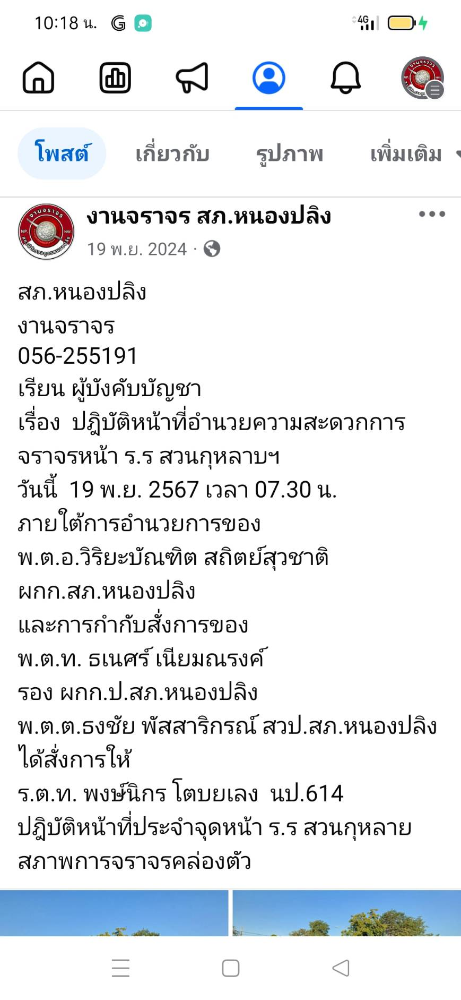 10:18 น.
4G
โพสต์ เกี่ยวกับ รูปภาพ เพิ่มเติม
งานจราจร สภ.หนองปลิง
19 พ.ย. 2024 ·
สภ.หนองปลิง
งานจราจร
056-255191
เรียน ผู้บังคับบัญชา
เรื่อง ปฎิบัติหน้าที่อำนวยความสะดวกการ
จราจรหน้า ร.ร สวนกุหลาบฯ
วันนี้ 19 พ.ย. 2567 เวลา 07.30 น.
ภายใต้การอำนวยการของ
พ.ต.อ.วิริยะบัณฑิต สถิตย์สุวชาติ
ผกก.สภ.หนองปลิง
และการกำกับสั่งการของ
พ.ต.ท. ธเนศร์ เนียมณรงค์
รอง ผกก.ป.สภ.หนองปลิง
พ.ต.ต.ธงชัย พัสสาริกรณ์ สวป.สภ.หนองปลิง
ได้สั่งการให้
ร.ต.ท. พงษ์นิกร โตบยเลง นป.614
ปฎิบัติหน้าที่ประจำจุดหน้า ร.ร สวนกุหลาย
สภาพการจราจรคล่องตัว